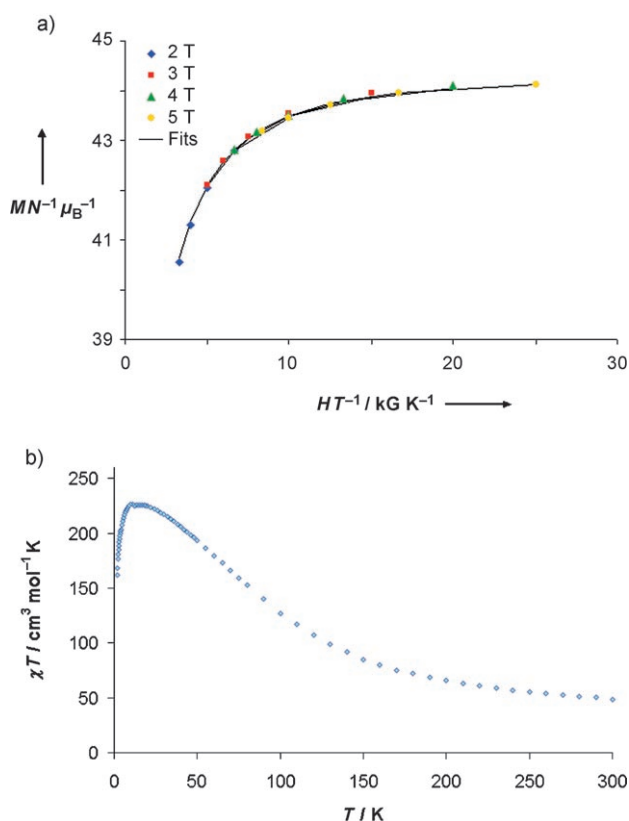 a)
45
2 T
3 T
4 T
5 T
Fits
43
MN⁻¹ μB⁻¹
41
39
0 10 20 30
HT⁻¹ / kG K⁻¹
b)
250
200
150
100
50
0
χT / cm³ mol⁻¹ K
0 50 100 150 200 250 300
T / K